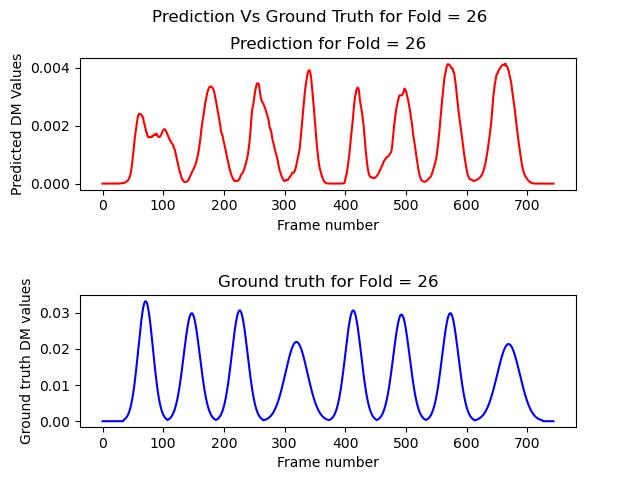 Prediction Vs Ground Truth for Fold = 26
Prediction for Fold = 26
Predicted DM Values
0.004
0.002
0.000
0 100 200 300 400 500 600 700
Frame number
Ground truth for Fold = 26
Ground truth DM values
0.03
0.02
0.01
0.00
0 100 200 300 400 500 600 700
Frame number